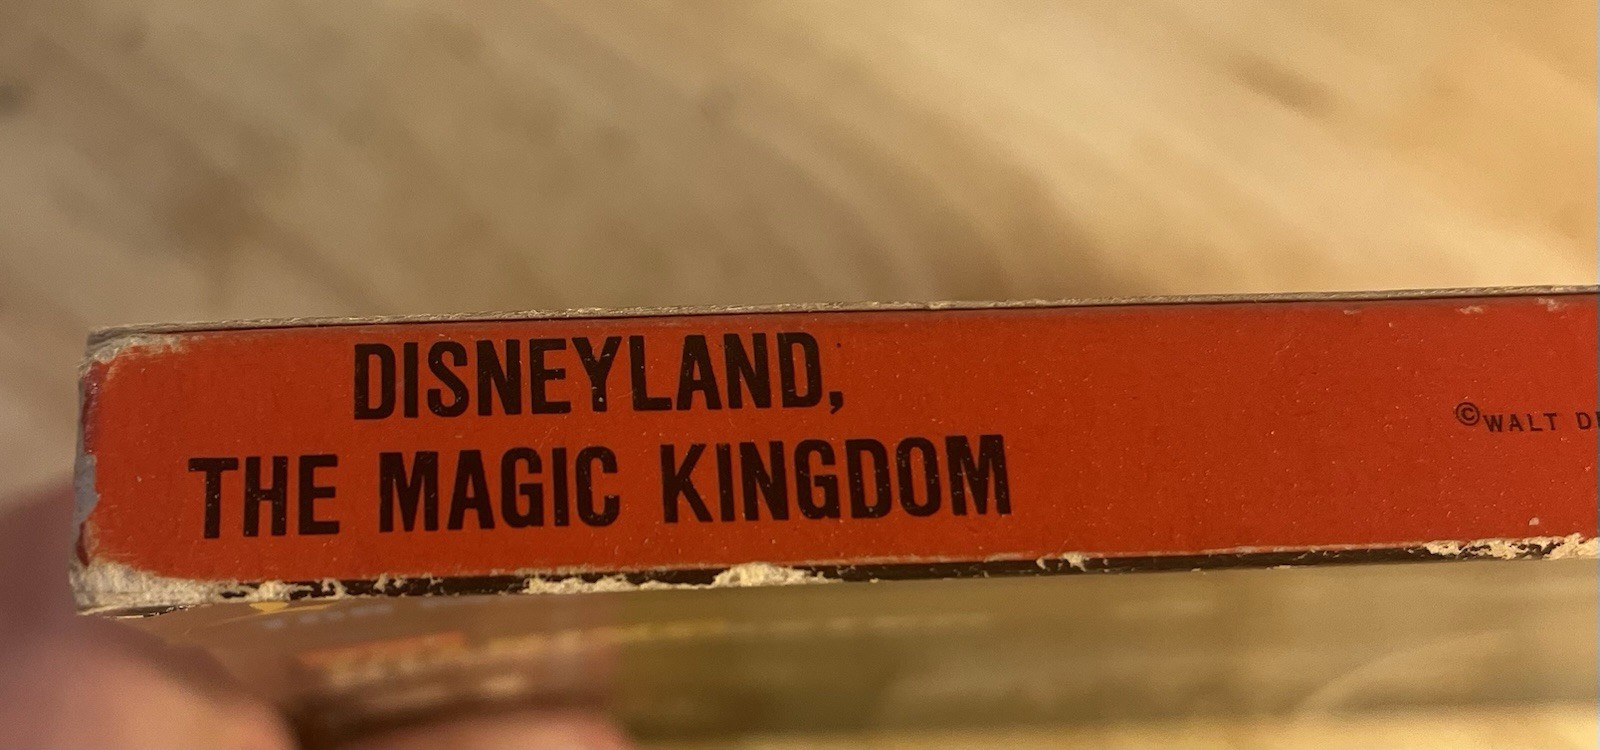 DISNEYLAND,
THE MAGIC KINGDOM
©WALT